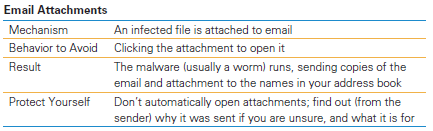 Email Attachments
Mechanism An infected file is attached to email
Behavior to Avoid Clicking the attachment to open it
Result The malware (usually a worm) runs, sending copies of the
email and attachment to the names in your address book
Protect Yourself Don't automatically open attachments; find out (from the
sender) why it was sent if you are unsure, and what it is for